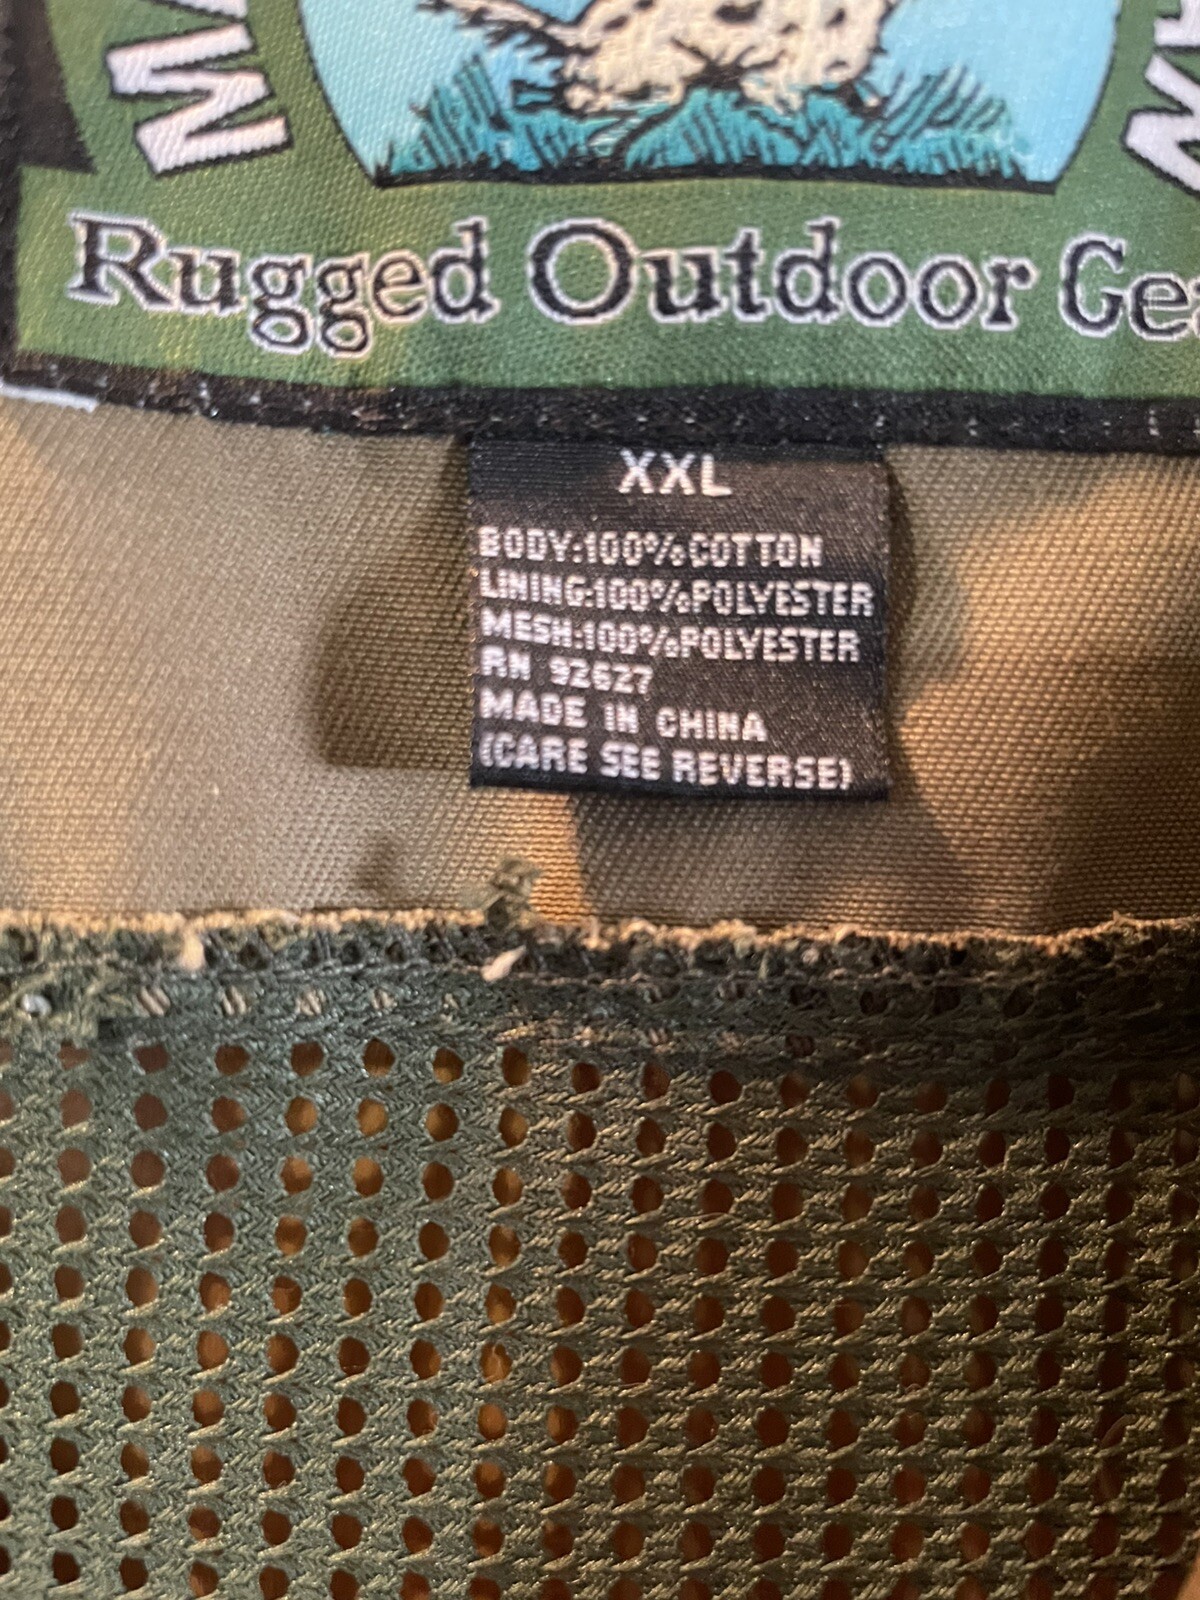 Rugged Outdoor Ge
XXL
BODY:100%COTTON
LINING:100%POLYESTER
MESH:100%POLYESTER
RN 92627
MADE IN CHINA
(CARE SEE REVERSE)